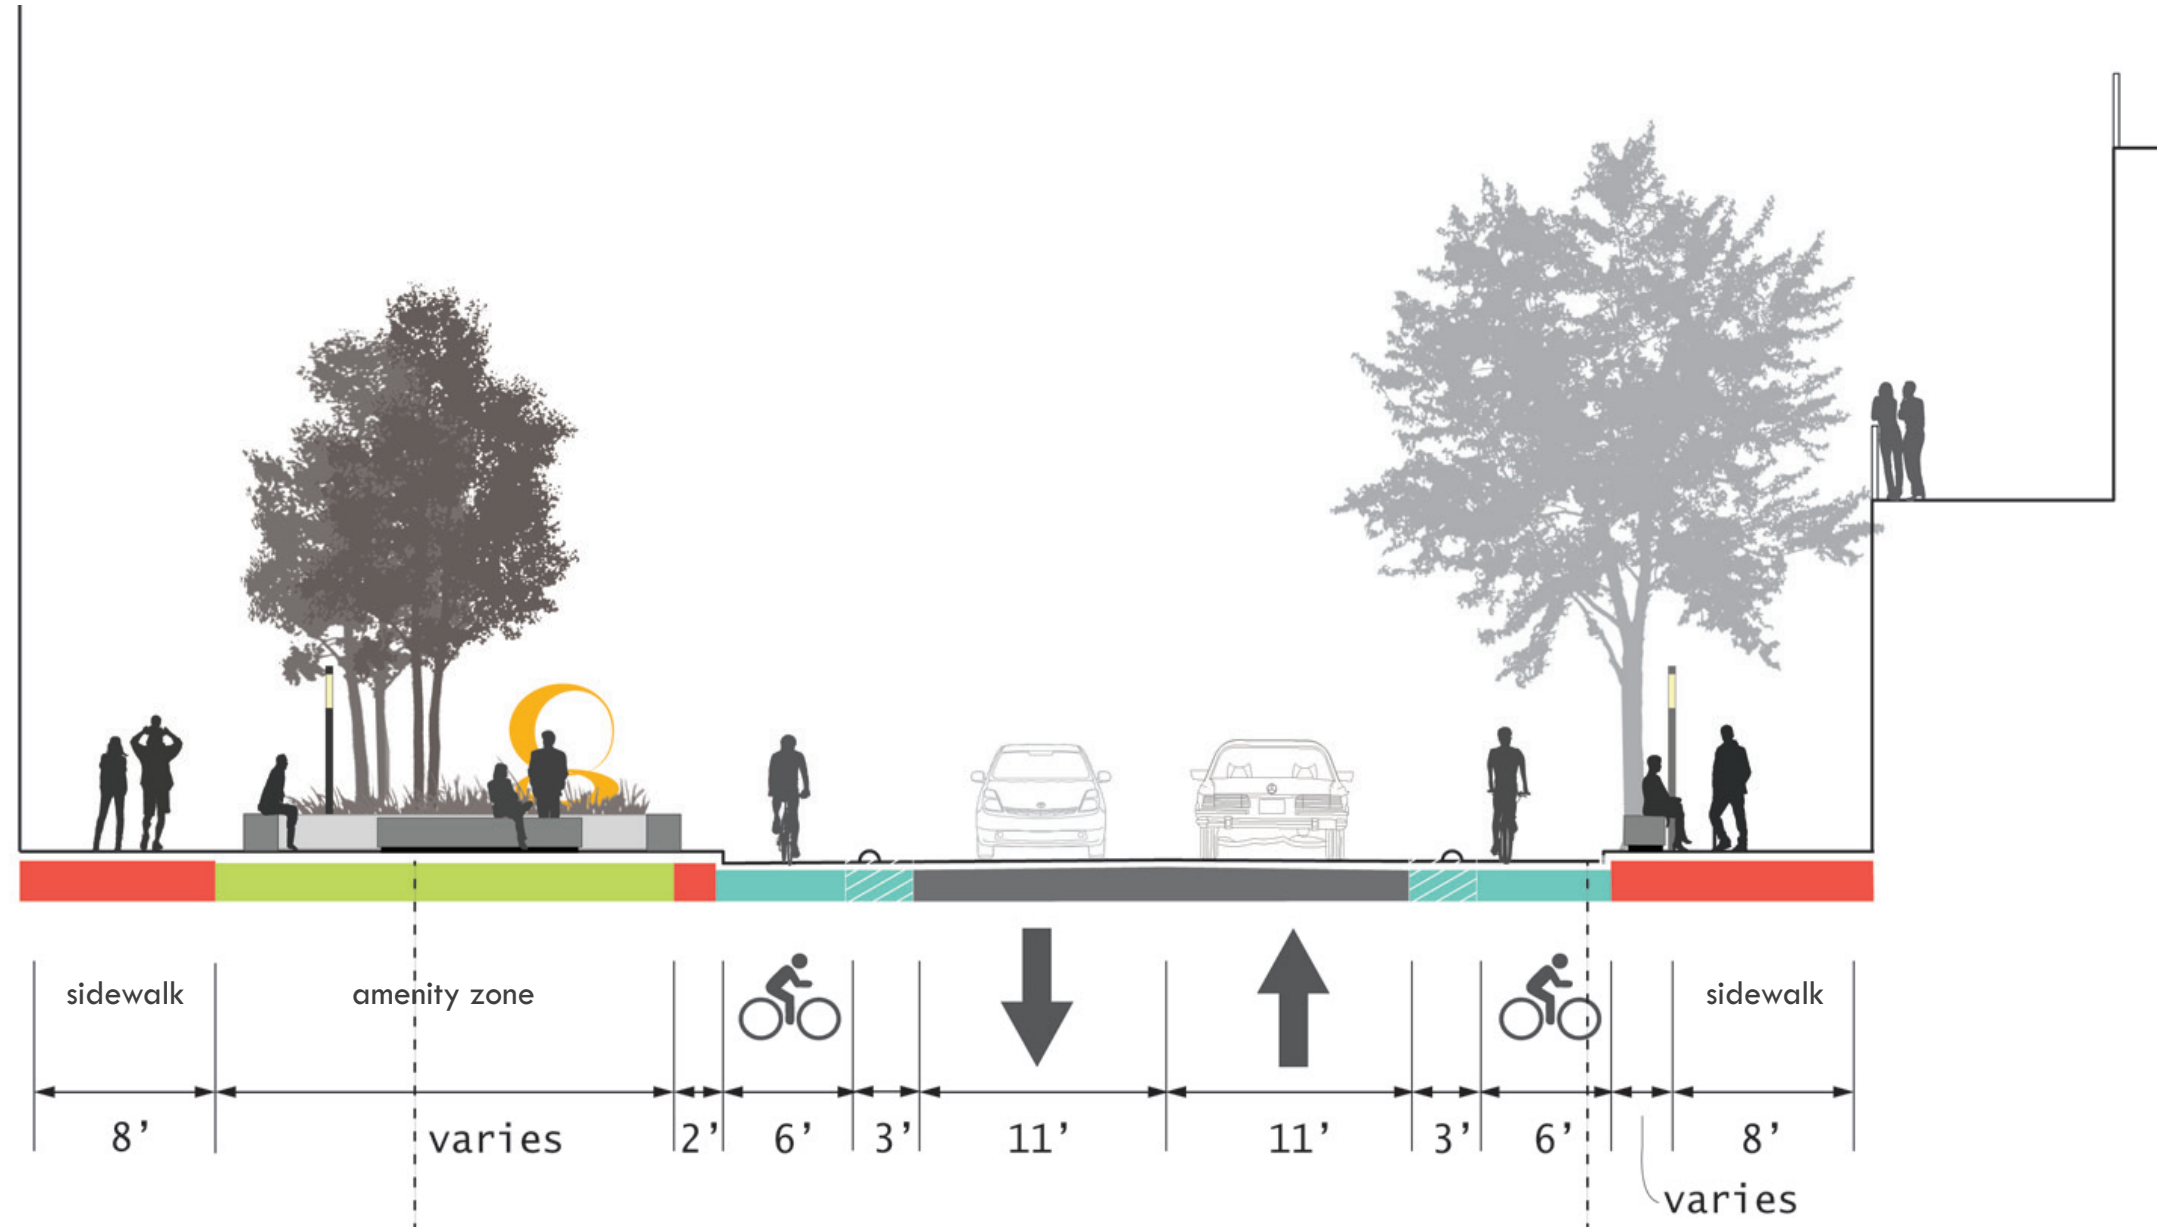 sidewalk
amenity zone
sidewalk
8’
varies
2’
6’
3’
11’
11’
3’
6’
8’
varies